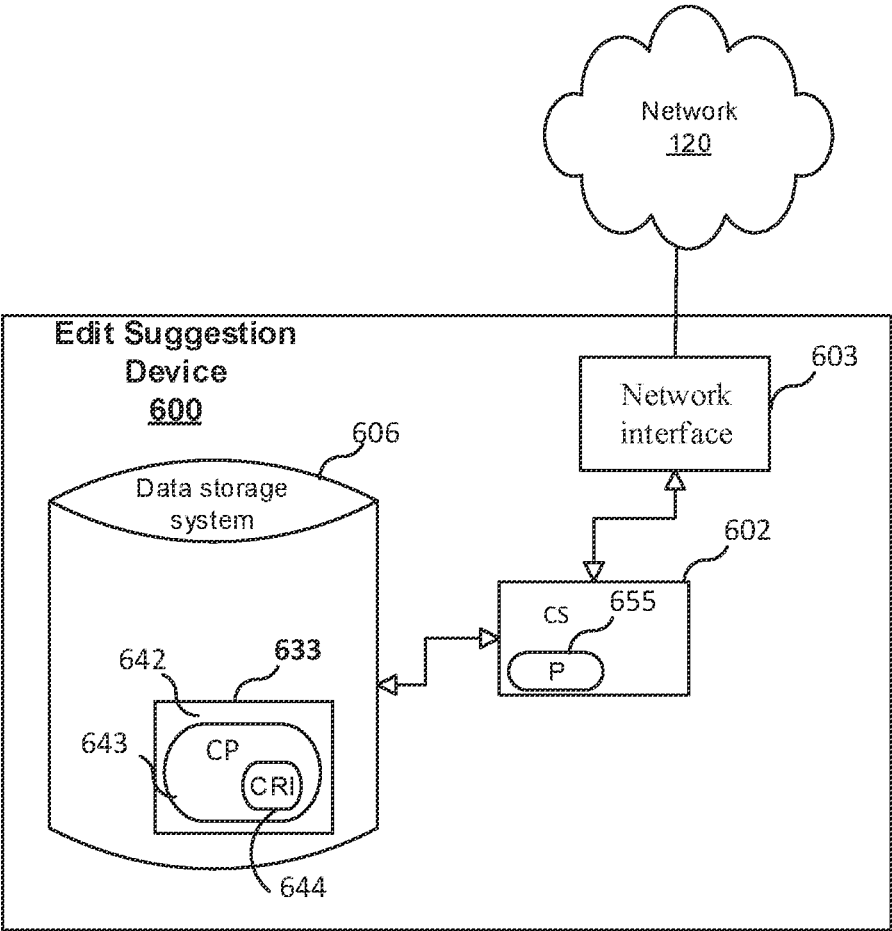 Network
120
Edit Suggestion
Device
600
603
Network
interface
606
Data storage
system
602
655
CS
P
642
633
643
CP
CRI
644